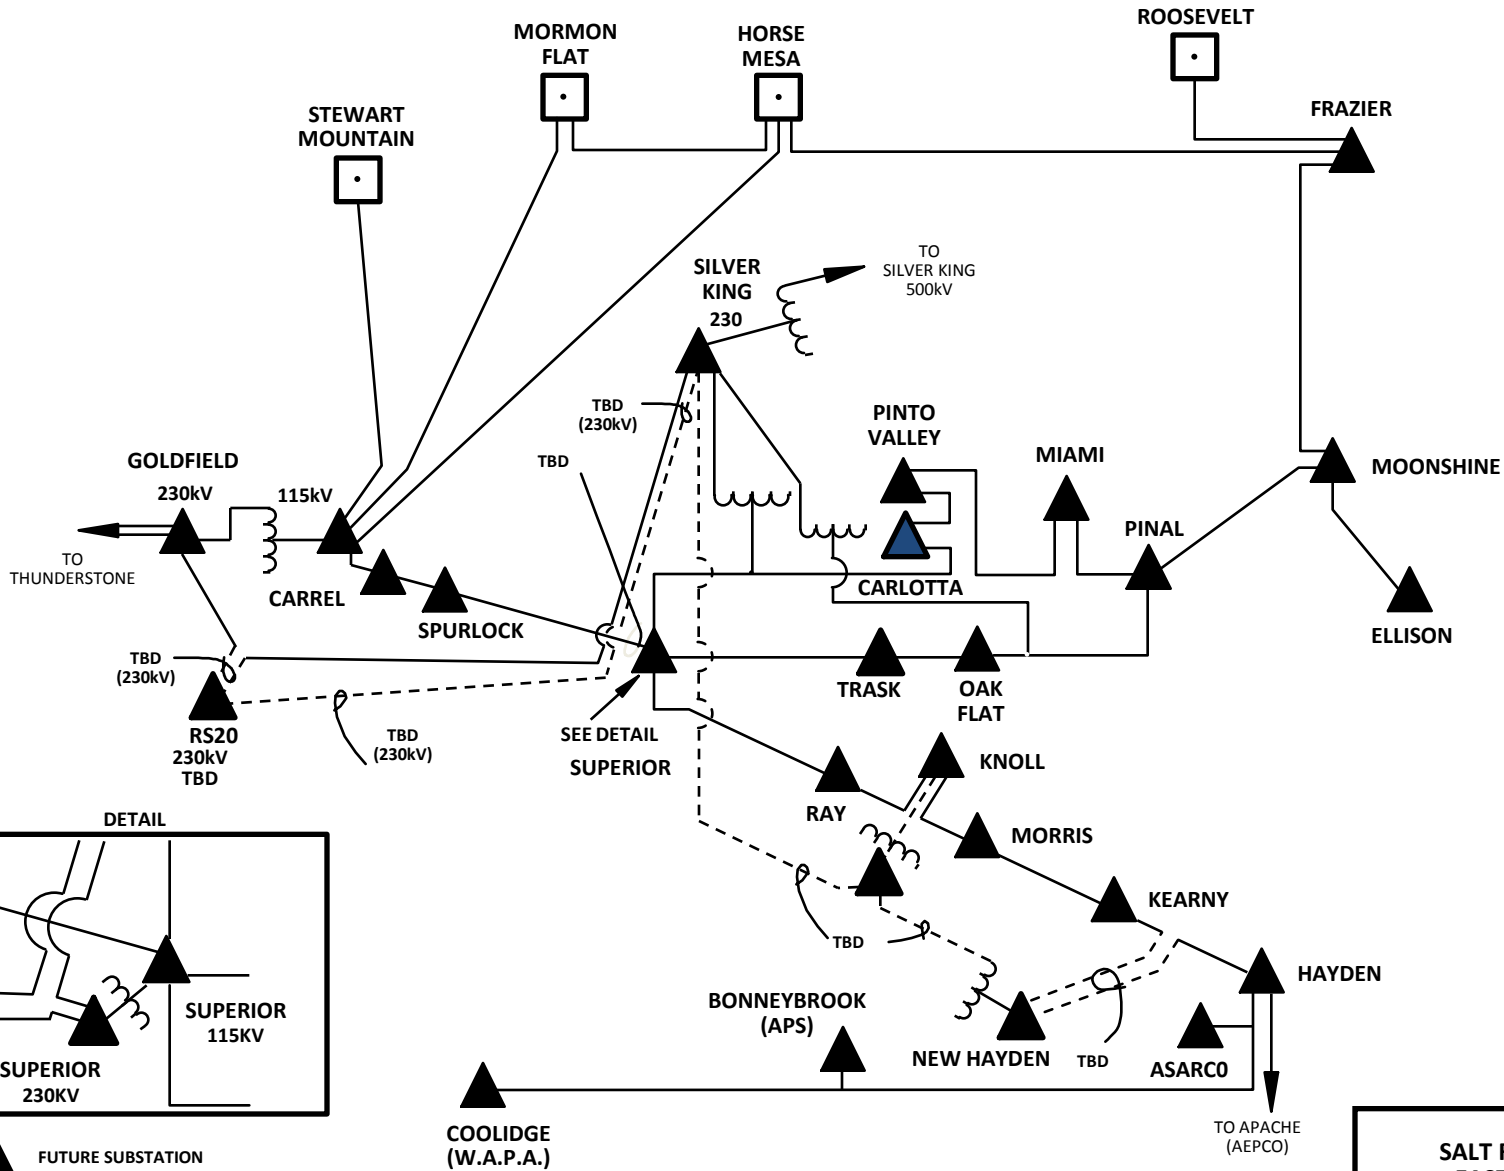 ROOSEVELT
MORMON
FLAT
HORSE
MESA
STEWART
MOUNTAIN
FRAZIER
SILVER
KING
230
TO
SILVER KING
500kV
TBD
(230kV)
PINTO
VALLEY
MIAMI
MOONSHINE
GOLDFIELD
230kV
115kV
TBD
PINAL
TO
THUNDERSTONE
CARREL
SPURLOCK
CARLOTTA
ELLISON
TBD
(230kV)
TRASK
OAK
FLAT
RS20
230kV
TBD
TBD
(230kV)
SEE DETAIL
SUPERIOR
KNOLL
RAY
MORRIS
DETAIL
KEARNY
TBD
HAYDEN
SUPERIOR
115KV
SUPERIOR
230KV
BONNEYBROOK
(APS)
NEW HAYDEN
TBD
ASARC0
COOLIDGE
(W.A.P.A.)
TO APACHE
(AEPCO)
FUTURE SUBSTATION
SALT